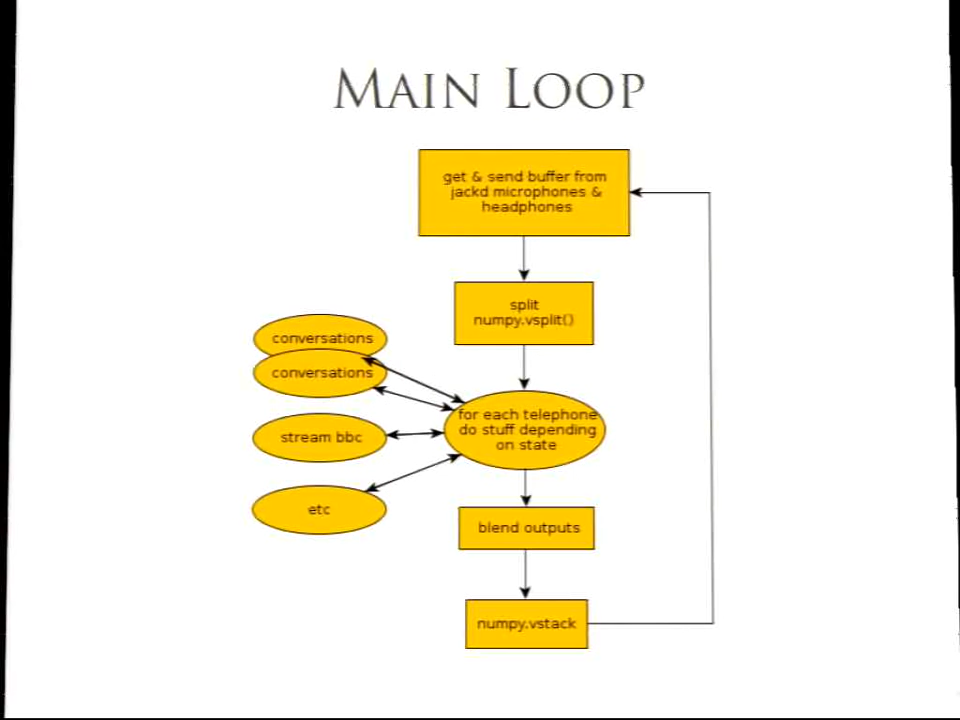 MAIN LOOP
get & send buffer from
jackd microphones &
headphones
split
numpy.vsplit()
conversations
conversations
stream bbc
etc
for each telephone
do stuff depending
on state
blend outputs
numpy.vstack